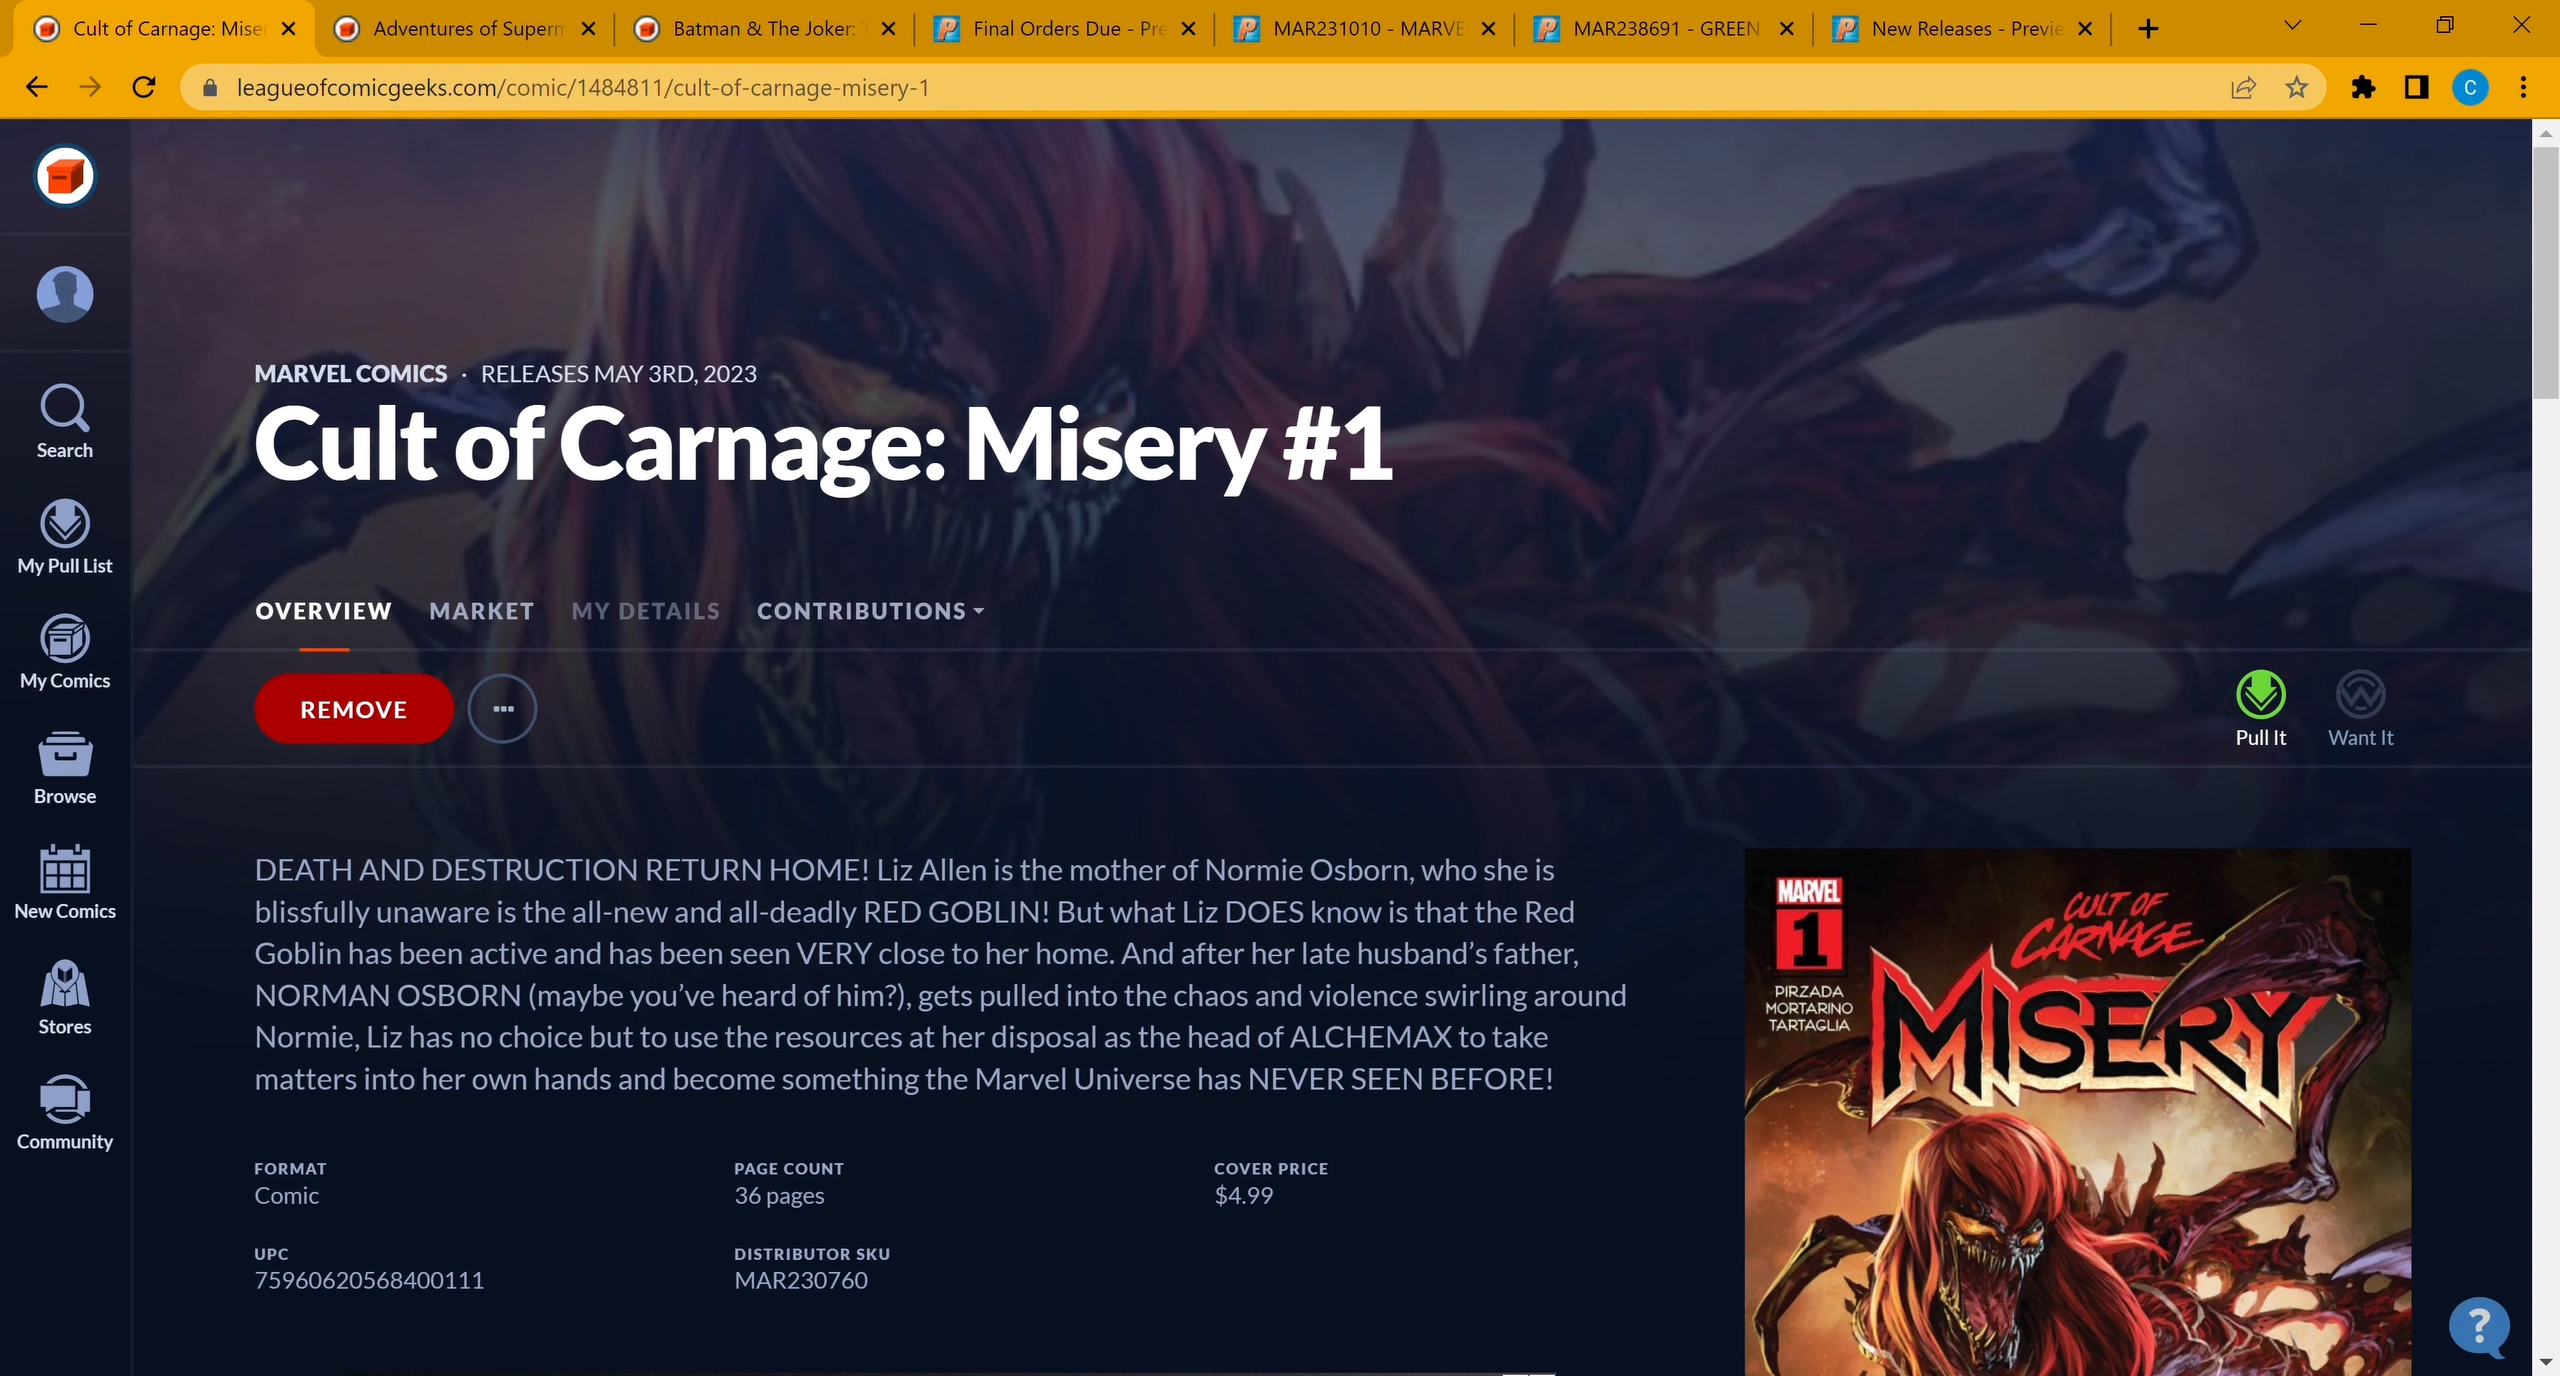 Cult of Carnage: Miser
Adventures of Superm
Batman & The Joker: T
Final Orders Due - Pre
MAR231010 - MARVE
MAR238691 - GREEN
New Releases - Previe
leagueofcomicgeeks.com/comic/1484811/cult-of-carnage-misery-1
C
Search
My Pull List
My Comics
Browse
New Comics
Stores
Community
MARVEL COMICS · RELEASES MAY 3RD, 2023
Cult of Carnage: Misery #1
OVERVIEW MARKET MY DETAILS CONTRIBUTIONS
REMOVE
Pull It Want It
DEATH AND DESTRUCTION RETURN HOME! Liz Allen is the mother of Normie Osborn, who she is
blissfully unaware is the all-new and all-deadly RED GOBLIN! But what Liz DOES know is that the Red
Goblin has been active and has been seen VERY close to her home. And after her late husband’s father,
NORMAN OSBORN (maybe you’ve heard of him?), gets pulled into the chaos and violence swirling around
Normie, Liz has no choice but to use the resources at her disposal as the head of ALCHEMAX to take
matters into her own hands and become something the Marvel Universe has NEVER SEEN BEFORE!
FORMAT
Comic
PAGE COUNT
36 pages
COVER PRICE
$4.99
UPC
75960620568400111
DISTRIBUTOR SKU
MAR230760
MARVEL
1
PIRZADA
MORTARINO
TARTAGLIA
CULT OF
CARNAGE
MISERY
?